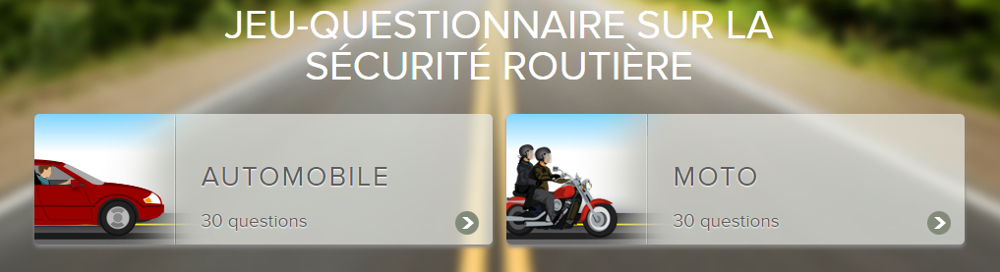 JEU-QUESTIONNAIRE SUR LA
SÉCURITÉ ROUTIÈRE
AUTOMOBILE
30 questions
MOTO
30 questions